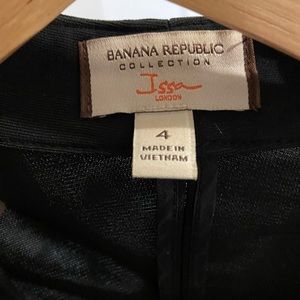 BANANA REPUBLIC
COLLECTION
Issa
LONDON
4
MADE IN
VIETNAM